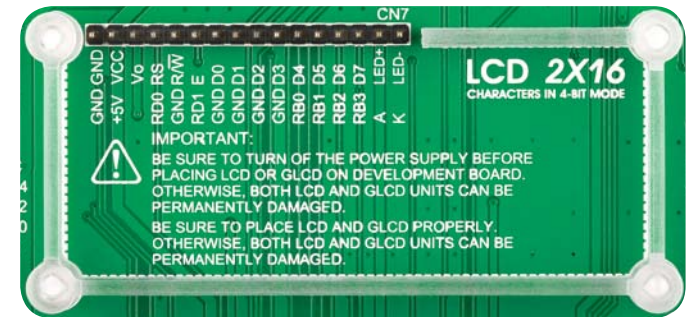 CN7
GND GND
+5V VCC
Vo
RD0 RS
GND R/W
RD1 E
GND D0
GND D1
GND D2
GND D3
RB0 D4
RB1 D5
RB2 D6
RB3 D7
A LED+
K LED-
LCD 2X16
CHARACTERS IN 4-BIT MODE
IMPORTANT:
BE SURE TO TURN OF THE POWER SUPPLY BEFORE
PLACING LCD OR GLCD ON DEVELOPMENT BOARD.
OTHERWISE, BOTH LCD AND GLCD UNITS CAN BE
PERMANENTLY DAMAGED.
BE SURE TO PLACE LCD AND GLCD PROPERLY.
OTHERWISE, BOTH LCD AND GLCD UNITS CAN BE
PERMANENTLY DAMAGED.
4
2
0